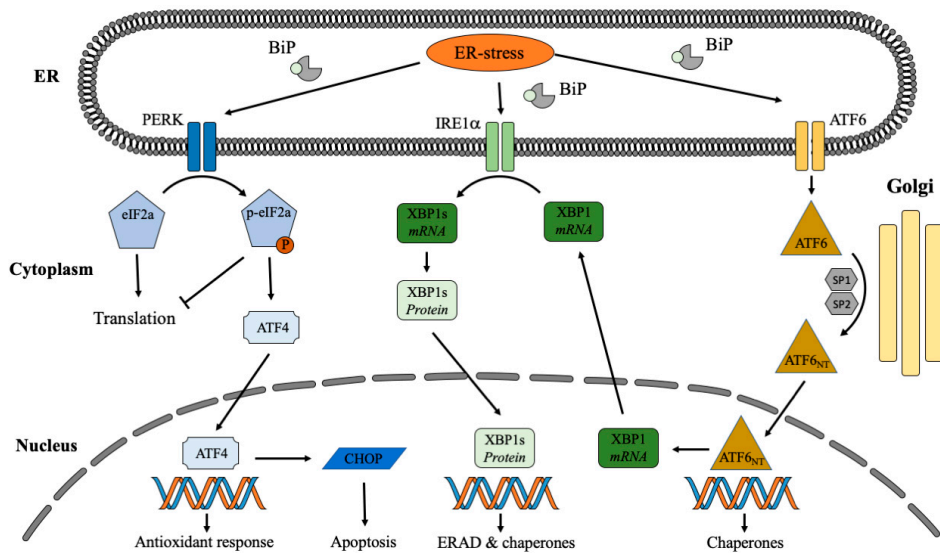 BiP
ER-stress
BiP
ER
BiP
PERK
IRE1α
ATF6
Golgi
eIF2a
p-eIF2a
P
XBP1s
mRNA
XBP1
mRNA
ATF6
Cytoplasm
SP1
SP2
XBP1s
Protein
Translation
ATF4
ATF6NT
Nucleus
ATF4
CHOP
XBP1s
Protein
XBP1
mRNA
ATF6NT
Antioxidant response
Apoptosis
ERAD & chaperones
Chaperones